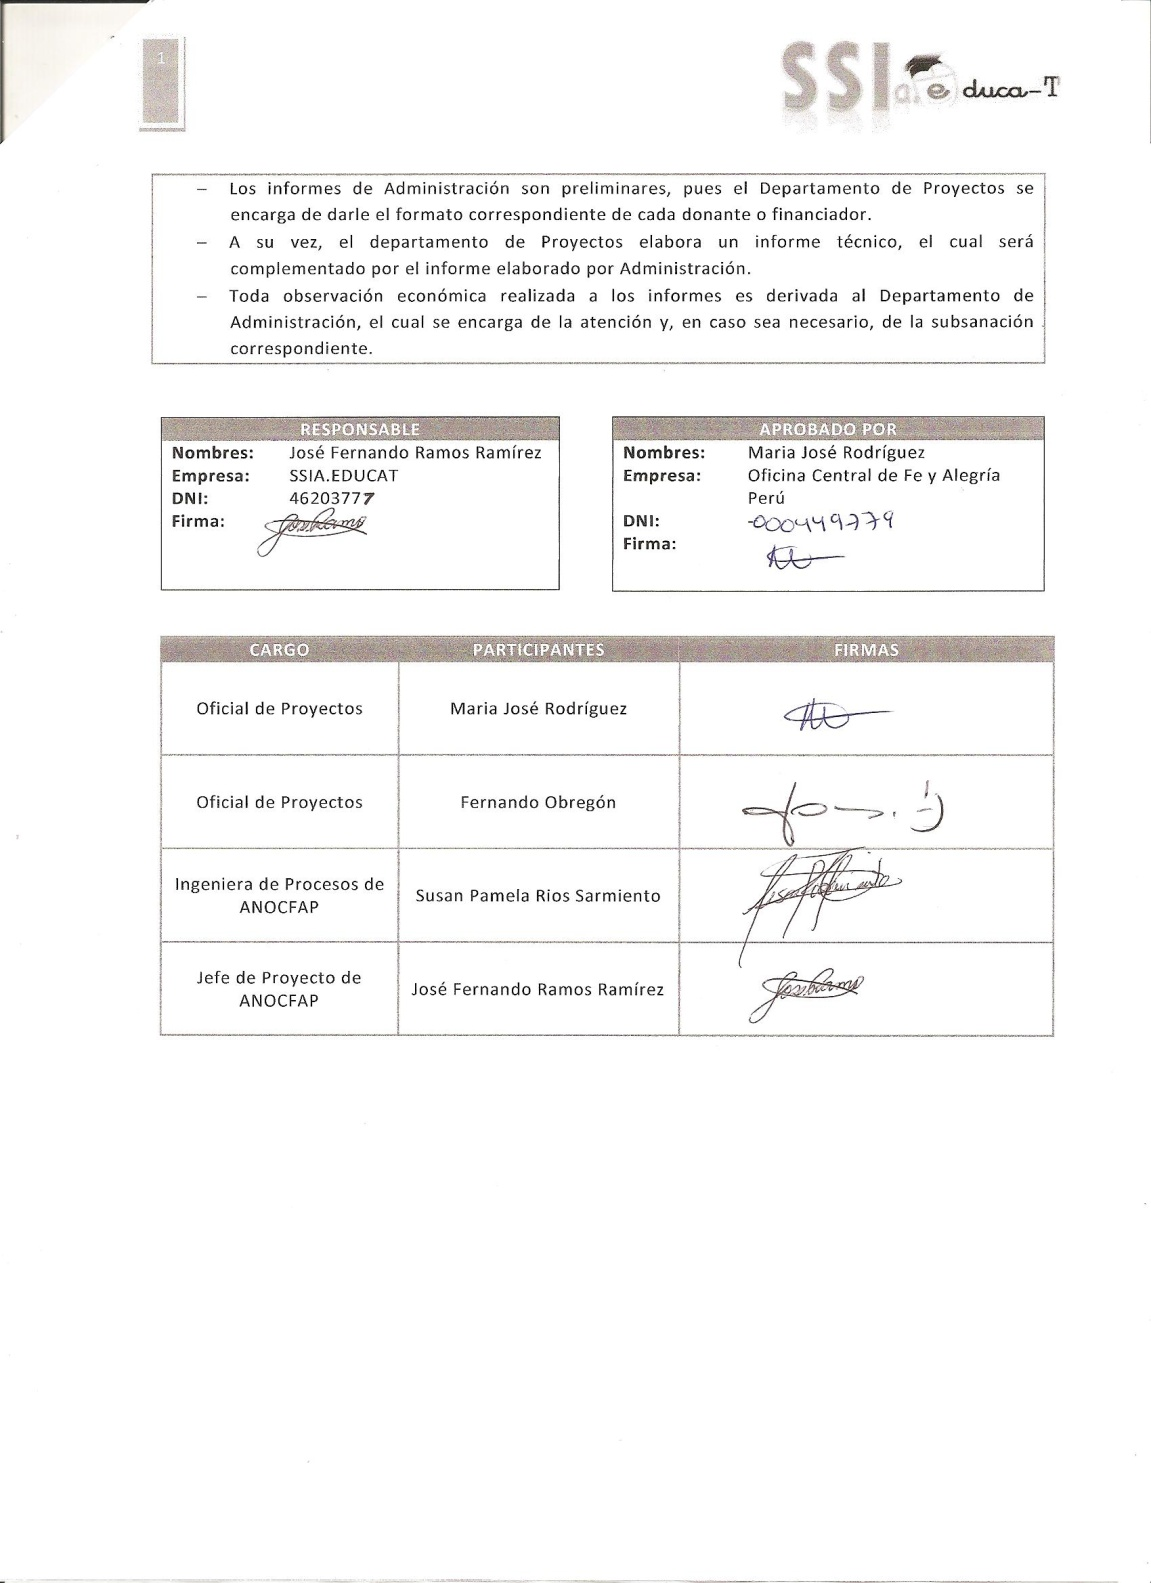 1
SSIa.educa-T
– Los informes de Administración son preliminares, pues el Departamento de Proyectos se
encarga de darle el formato correspondiente de cada donante o financiador.
– A su vez, el departamento de Proyectos elabora un informe técnico, el cual será
complementado por el informe elaborado por Administración.
– Toda observación económica realizada a los informes es derivada al Departamento de
Administración, el cual se encarga de la atención y, en caso sea necesario, de la subsanación
correspondiente.
RESPONSABLE
Nombres: José Fernando Ramos Ramírez
Empresa: SSIA.EDUCAT
DNI: 46203777
Firma:
APROBADO POR
Nombres: Maria José Rodríguez
Empresa: Oficina Central de Fe y Alegría
Perú
DNI: 000449779
Firma:
CARGO PARTICIPANTES FIRMAS
Oficial de Proyectos Maria José Rodríguez
Oficial de Proyectos Fernando Obregón
Ingeniera de Procesos de
ANOCFAP
Susan Pamela Ríos Sarmiento
Jefe de Proyecto de
ANOCFAP
José Fernando Ramos Ramírez